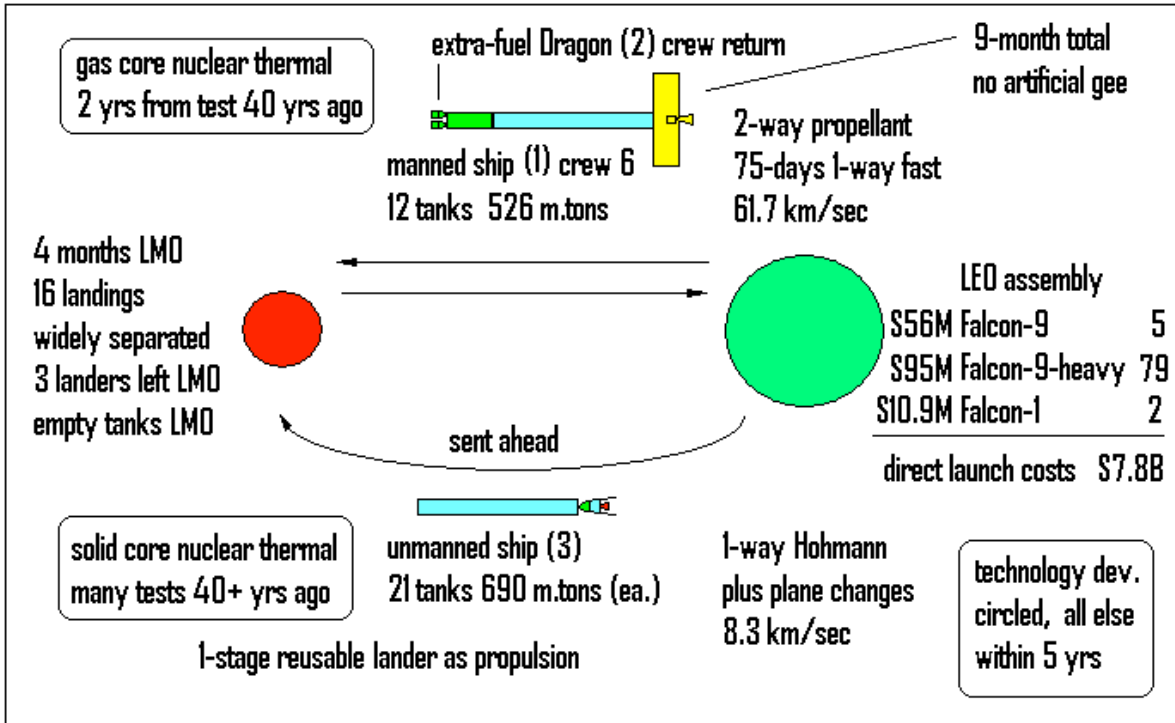 gas core nuclear thermal
2 yrs from test 40 yrs ago
extra-fuel Dragon (2) crew return
9-month total
no artificial gee
manned ship (1) crew 6
12 tanks 526 m.tons
2-way propellant
75-days 1-way fast
61.7 km/sec
4 months LMO
16 landings
widely separated
3 landers left LMO
empty tanks LMO
LEO assembly
$56M Falcon-9 5
$95M Falcon-9-heavy 79
$10.9M Falcon-1 2
direct launch costs $7.8B
sent ahead
solid core nuclear thermal
many tests 40+ yrs ago
unmanned ship (3)
21 tanks 690 m.tons (ea.)
1-way Hohmann
plus plane changes
8.3 km/sec
technology dev.
circled, all else
within 5 yrs
1-stage reusable lander as propulsion